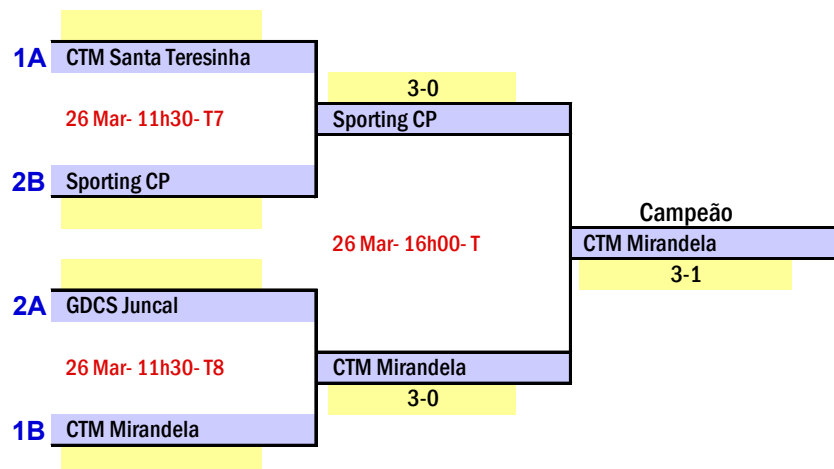 1A CTM Santa Teresinha
3-0
26 Mar- 11h30- T7
Sporting CP
2B Sporting CP
Campeão
26 Mar- 16h00- T
CTM Mirandela
3-1
2A GDCS Juncal
26 Mar- 11h30- T8
CTM Mirandela
3-0
1B CTM Mirandela